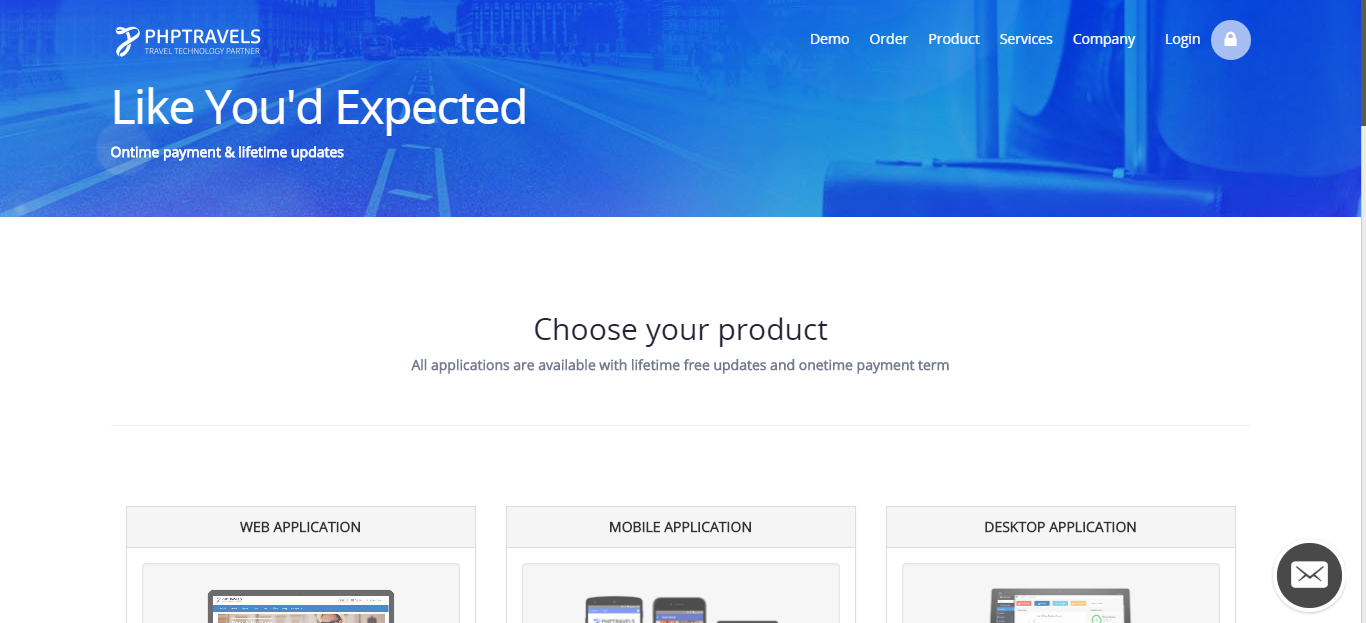 PHPTRAVELS
TRAVEL TECHNOLOGY PARTNER
Demo Order Product Services Company Login
Like You'd Expected
Ontime payment & lifetime updates
Choose your product
All applications are available with lifetime free updates and onetime payment term
WEB APPLICATION MOBILE APPLICATION DESKTOP APPLICATION
PHPTRAVELS